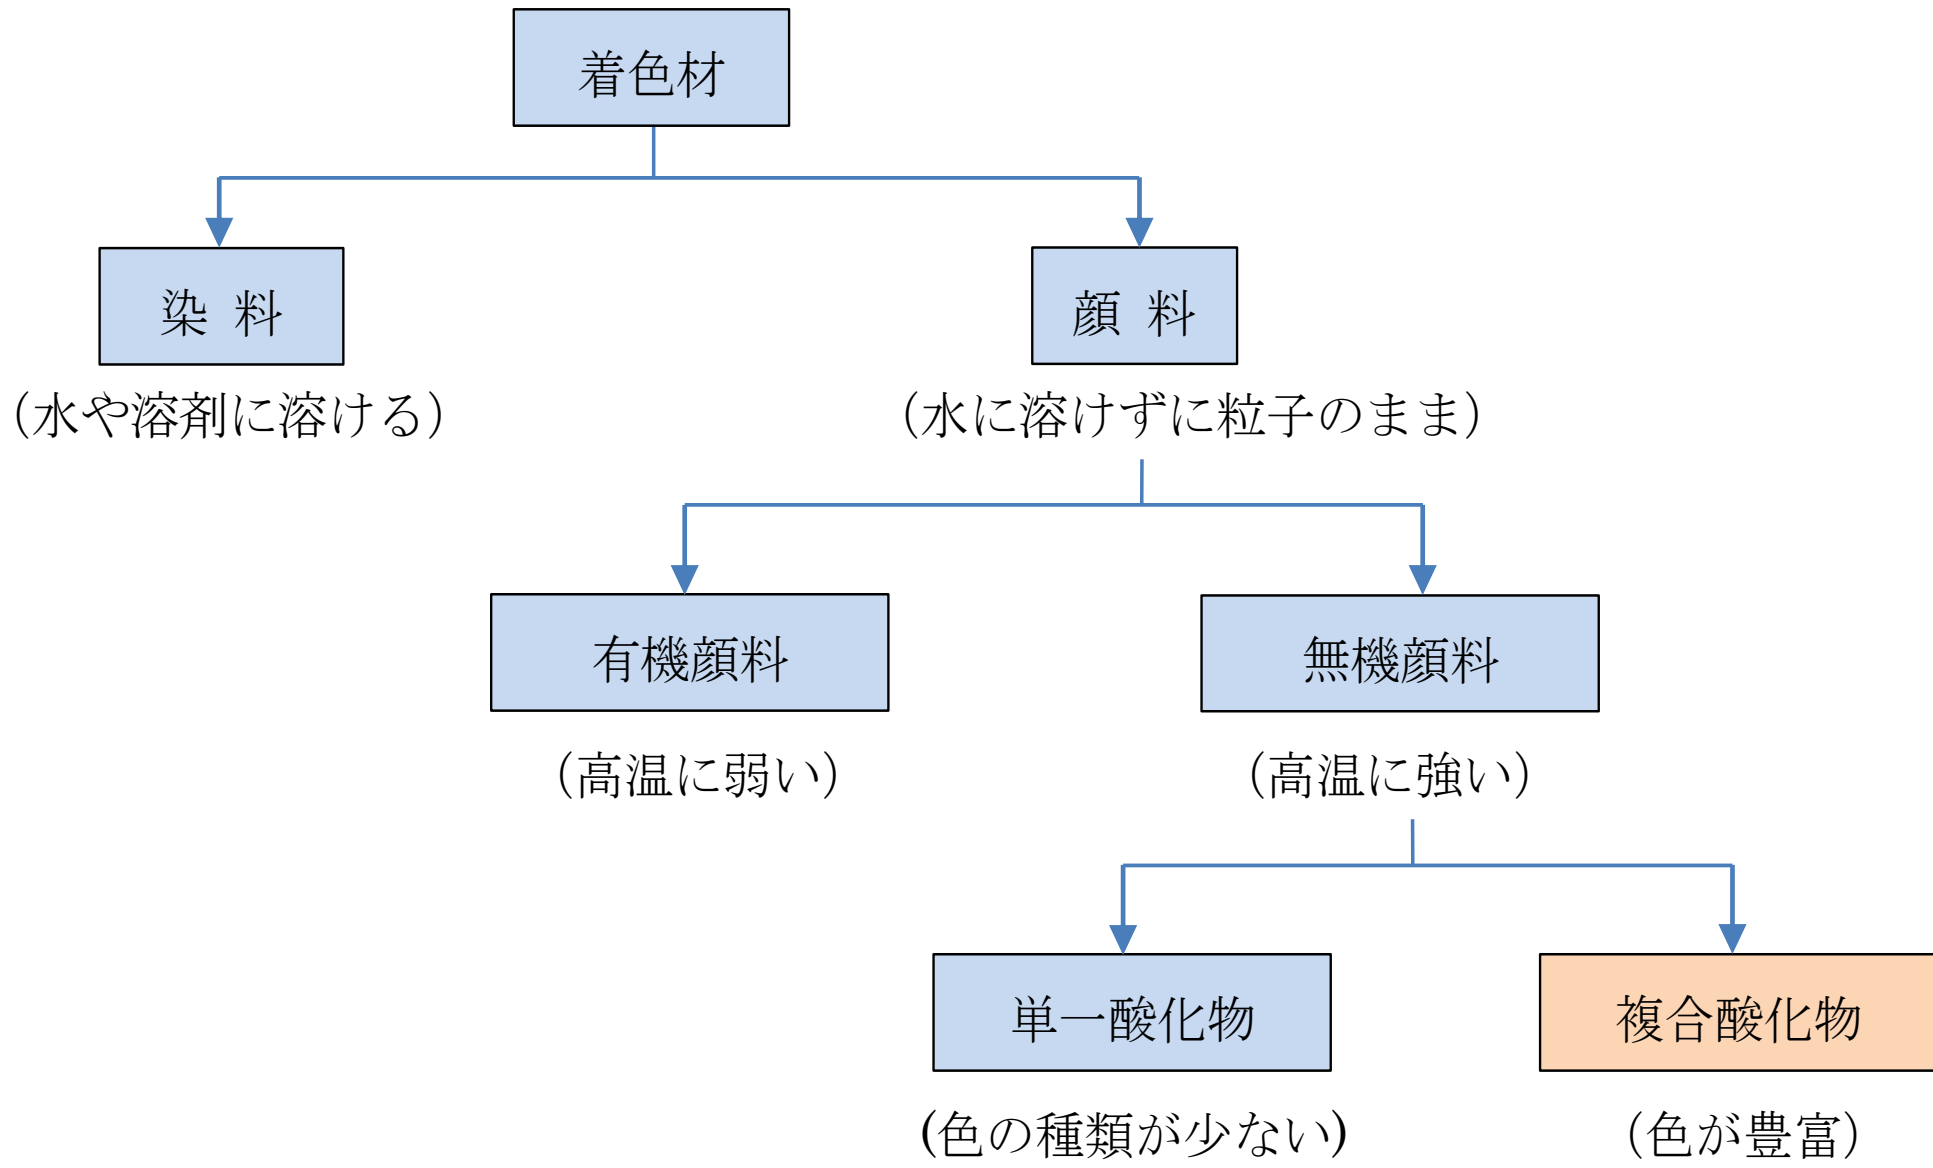 着色材
染 料
顔 料
（水や溶剤に溶ける）
（水に溶けずに粒子のまま）
有機顔料
無機顔料
（高温に弱い）
（高温に強い）
単一酸化物
複合酸化物
(色の種類が少ない)
（色が豊富）